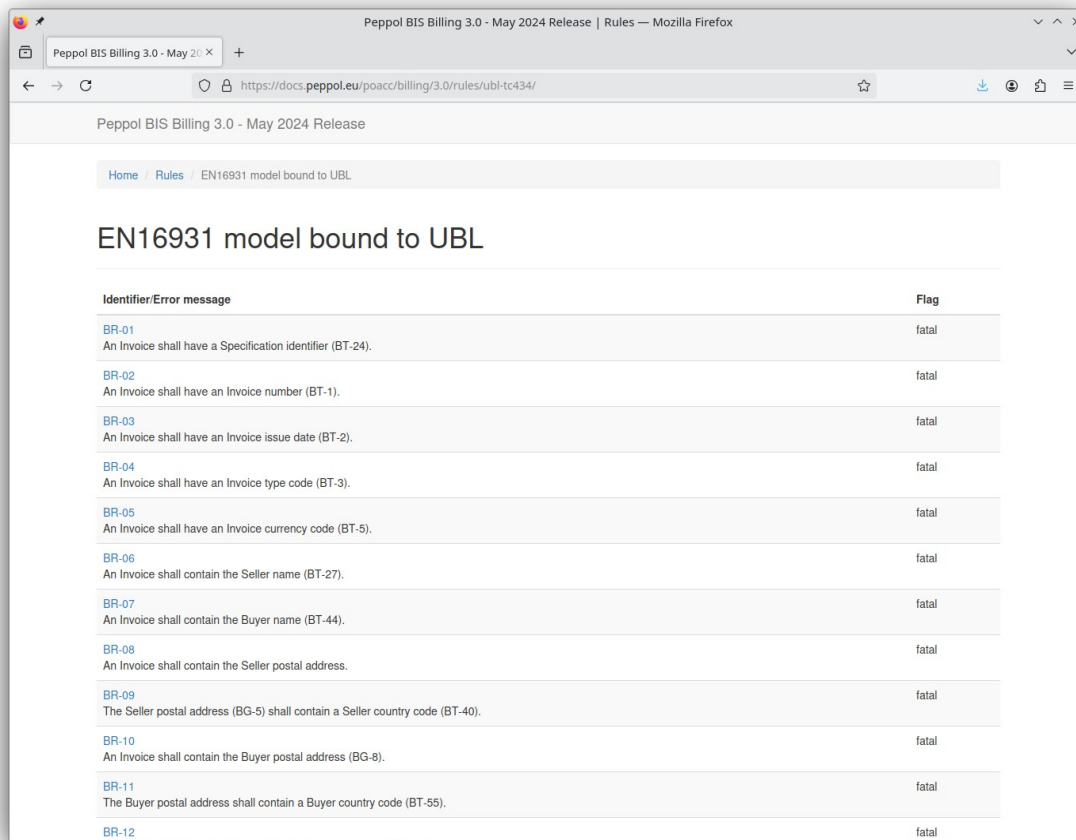 Peppol BIS Billing 3.0 - May 2024 Release | Rules — Mozilla Firefox
Peppol BIS Billing 3.0 - May 20
https://docs.peppol.eu/poacc/billing/3.0/rules/ubl-tc434/
Peppol BIS Billing 3.0 - May 2024 Release
Home / Rules / EN16931 model bound to UBL
EN16931 model bound to UBL
Identifier/Error message Flag
BR-01 fatal
An Invoice shall have a Specification identifier (BT-24).
BR-02 fatal
An Invoice shall have an Invoice number (BT-1).
BR-03 fatal
An Invoice shall have an Invoice issue date (BT-2).
BR-04 fatal
An Invoice shall have an Invoice type code (BT-3).
BR-05 fatal
An Invoice shall have an Invoice currency code (BT-5).
BR-06 fatal
An Invoice shall contain the Seller name (BT-27).
BR-07 fatal
An Invoice shall contain the Buyer name (BT-44).
BR-08 fatal
An Invoice shall contain the Seller postal address.
BR-09 fatal
The Seller postal address (BG-5) shall contain a Seller country code (BT-40).
BR-10 fatal
An Invoice shall contain the Buyer postal address (BG-8).
BR-11 fatal
The Buyer postal address shall contain a Buyer country code (BT-55).
BR-12 fatal